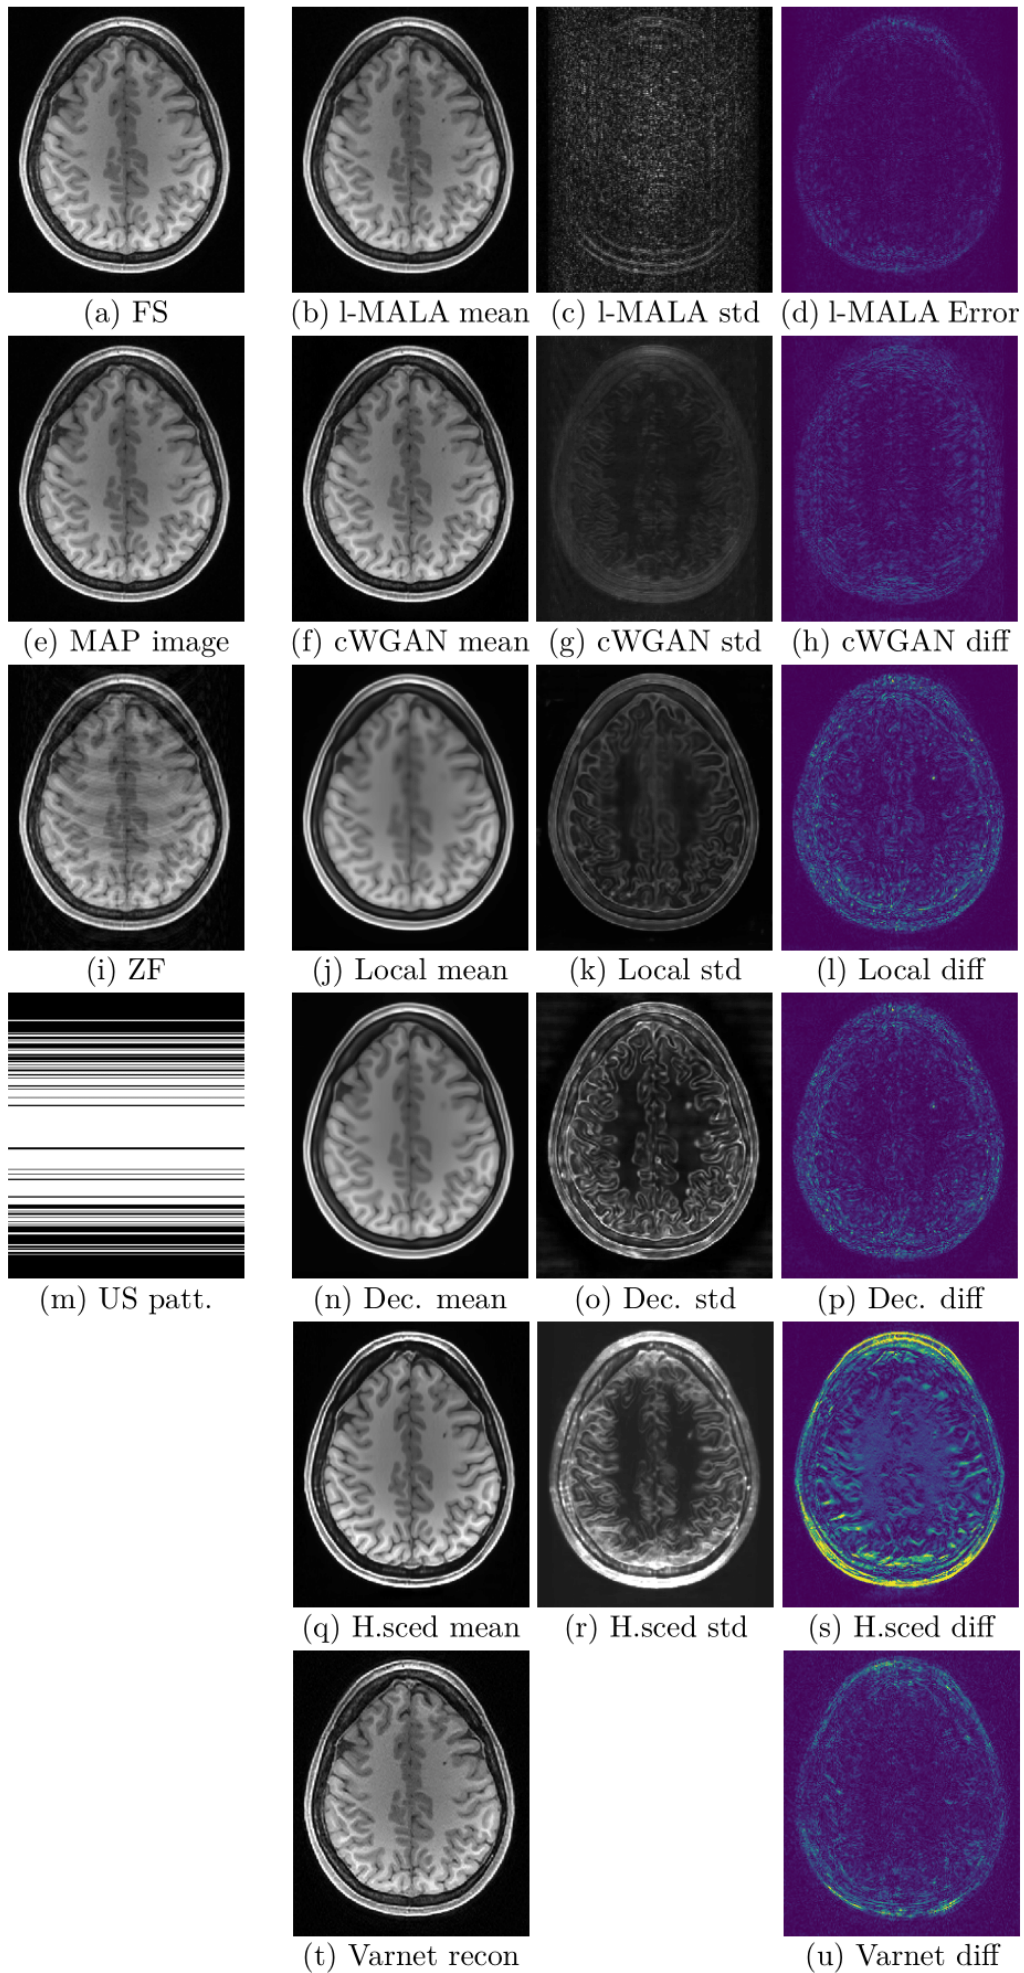 (a) FS
(b) l-MALA mean
(c) l-MALA std
(d) l-MALA Error
(e) MAP image
(f) cWGAN mean
(g) cWGAN std
(h) cWGAN diff
(i) ZF
(j) Local mean
(k) Local std
(l) Local diff
(m) US patt.
(n) Dec. mean
(o) Dec. std
(p) Dec. diff
(q) H.sced mean
(r) H.sced std
(s) H.sced diff
(t) Varnet recon
(u) Varnet diff